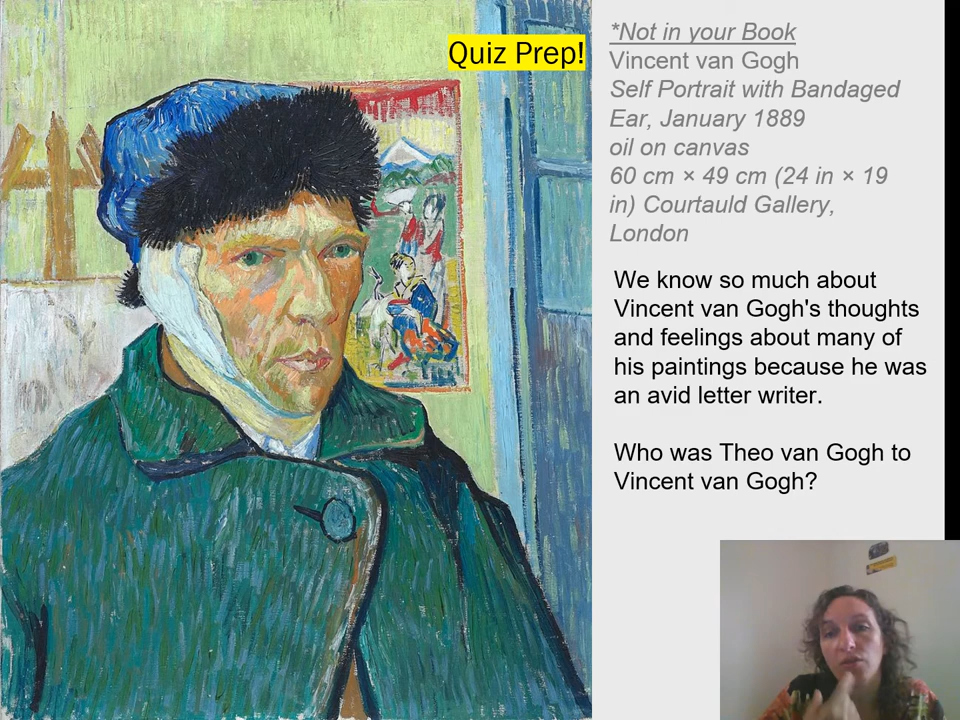 Quiz Prep!
*Not in your Book
Vincent van Gogh
Self Portrait with Bandaged
Ear, January 1889
oil on canvas
60 cm × 49 cm (24 in × 19
in) Courtauld Gallery,
London
We know so much about
Vincent van Gogh's thoughts
and feelings about many of
his paintings because he was
an avid letter writer.
Who was Theo van Gogh to
Vincent van Gogh?